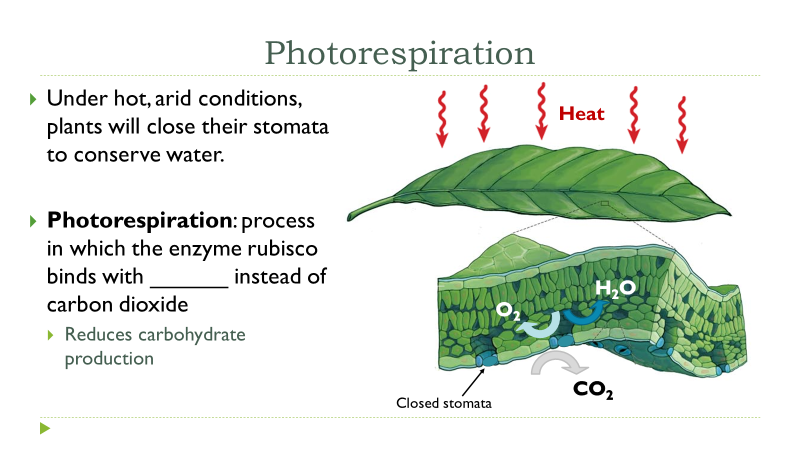 Photorespiration
Under hot, arid conditions,
plants will close their stomata
to conserve water.
Photorespiration: process
in which the enzyme rubisco
binds with _______ instead of
carbon dioxide
Reduces carbohydrate
production
Heat
H₂O
O₂
CO₂
Closed stomata